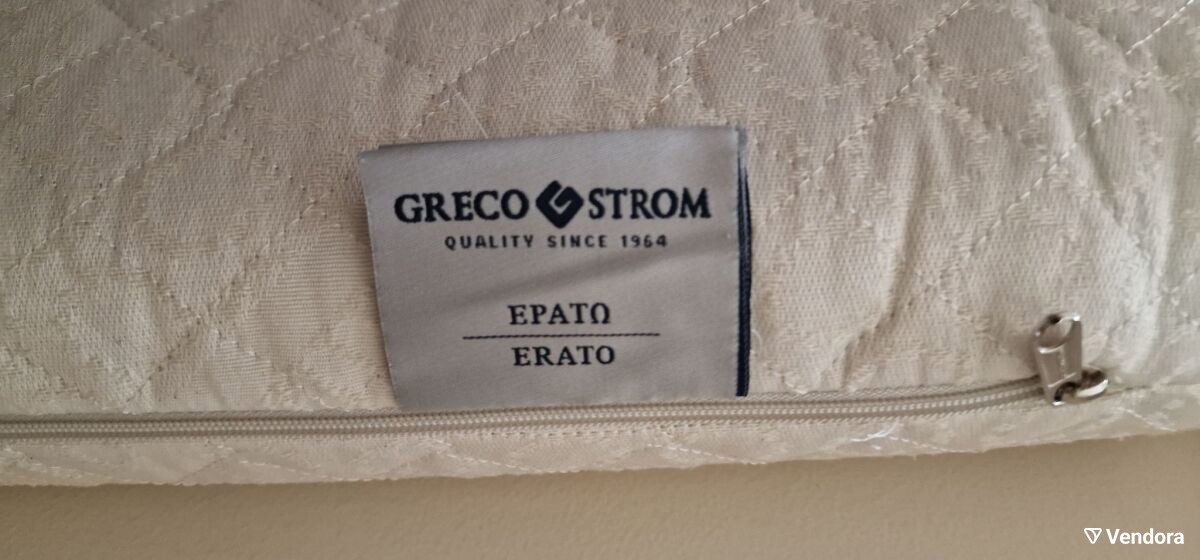 GRECO STROM
QUALITY SINCE 1964
ΕΡΑΤΩ
ERATO
Vendora